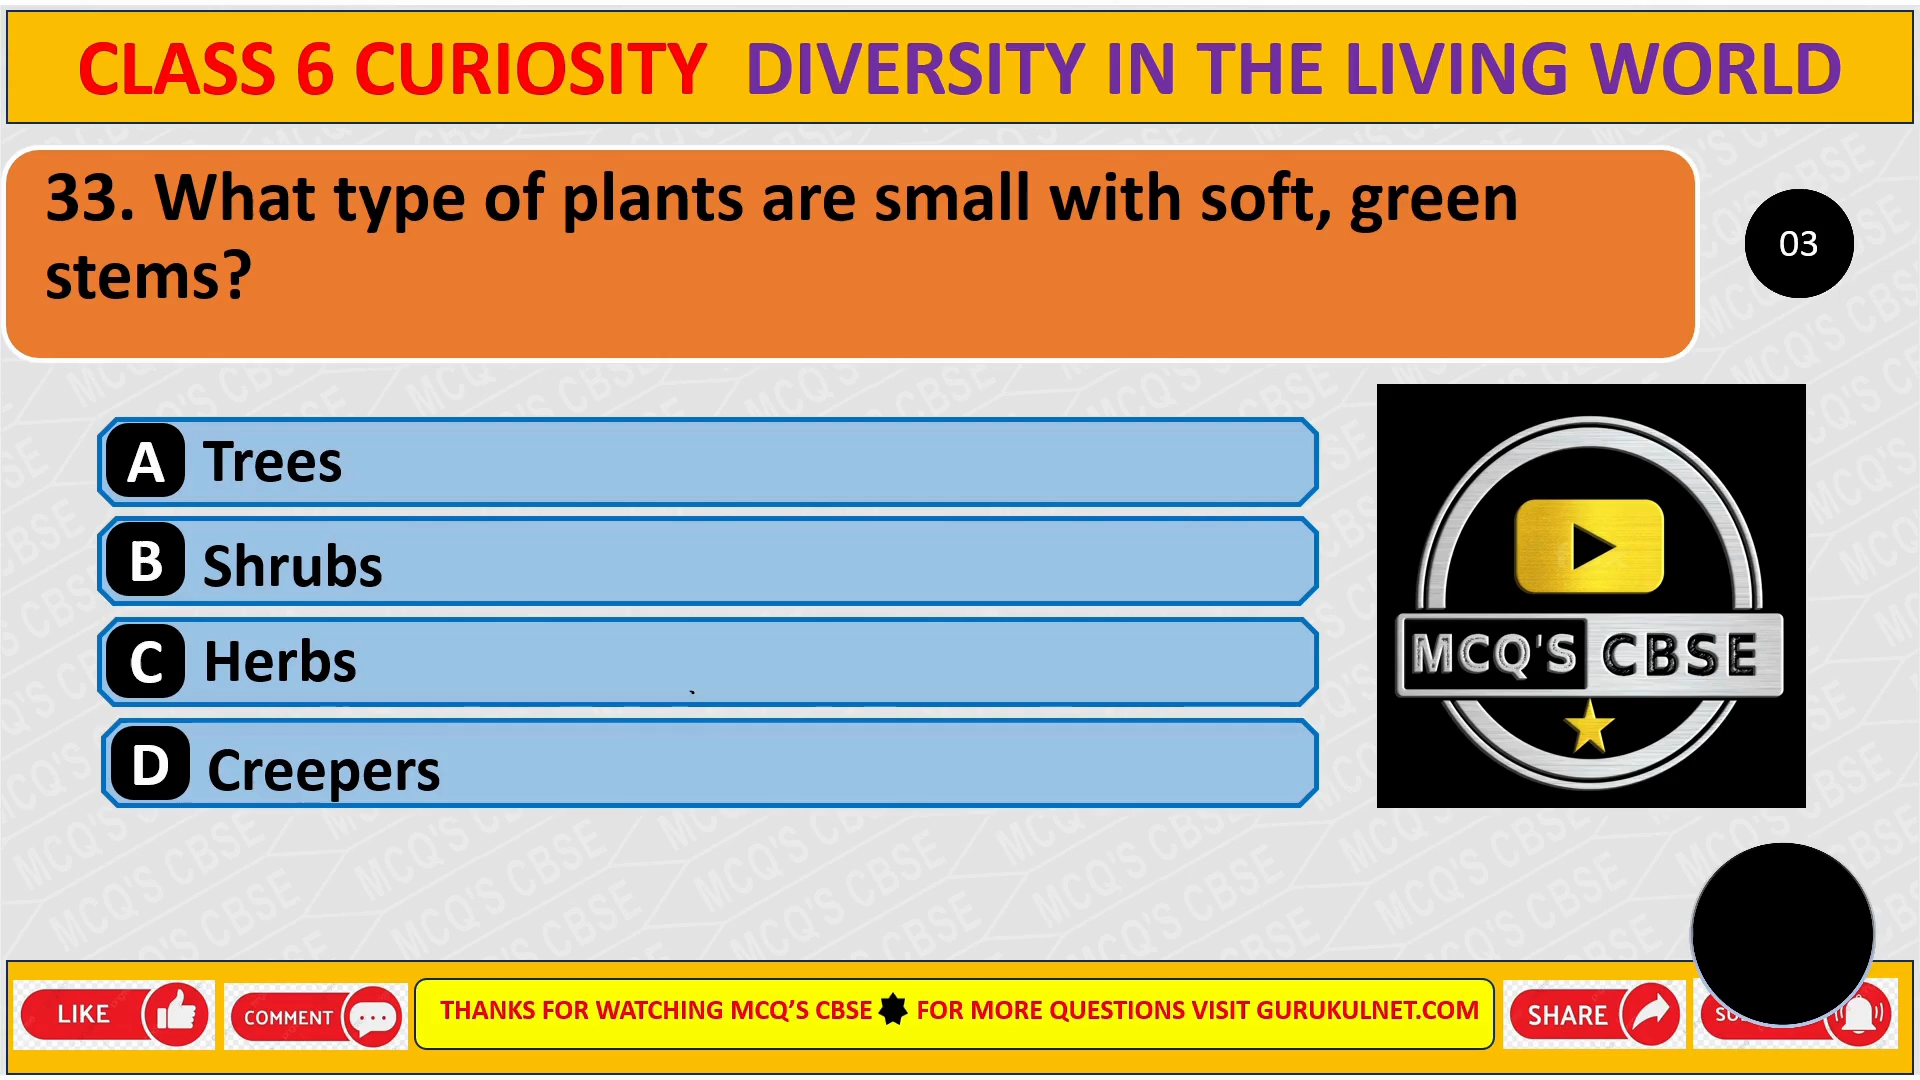 CLASS 6 CURIOSITY DIVERSITY IN THE LIVING WORLD
33. What type of plants are small with soft, green
stems?
03
A Trees
B Shrubs
C Herbs
D Creepers
MCQ'S CBSE
LIKE
COMMENT
THANKS FOR WATCHING MCQ’S CBSE FOR MORE QUESTIONS VISIT GURUKULNET.COM
SHARE